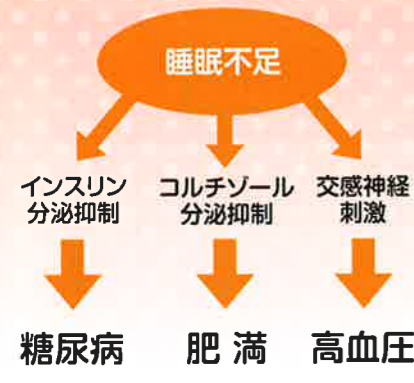 睡眠不足
インスリン
分泌抑制
コルチゾール
分泌抑制
交感神経
刺激
糖尿病
肥満
高血圧